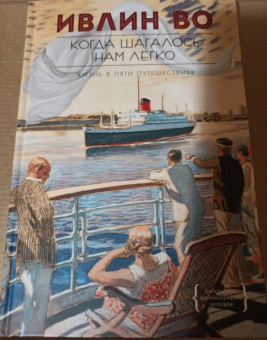 ИВЛИН ВО
КОГДА ШАГАЛОСЬ
НАМ ЛЕГКО
ЖИЗНЬ В ПЯТИ ПУТЕШЕСТВИЯХ